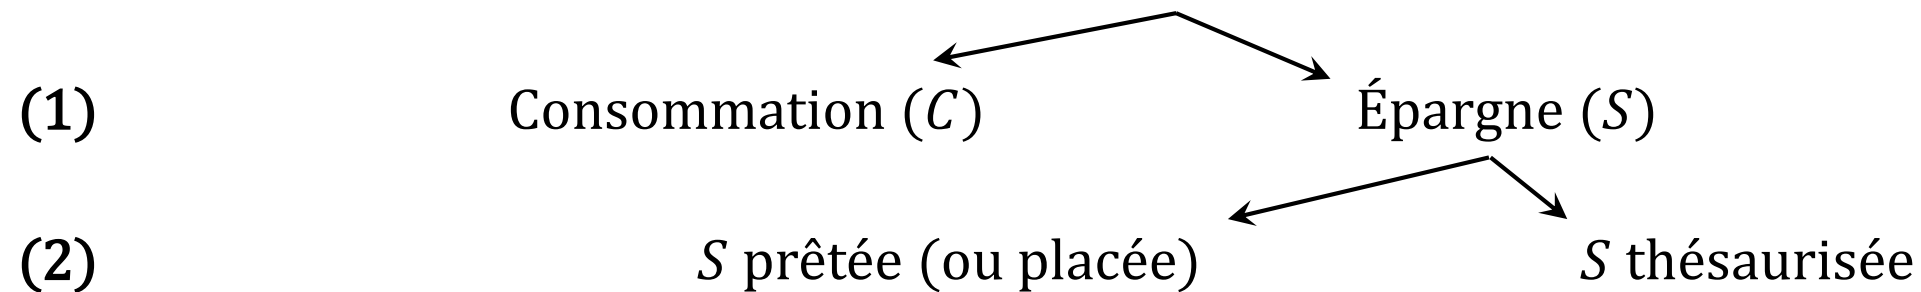 (1) Consommation (C) Épargne (S)
(2) S prêtée (ou placée) S thésaurisée